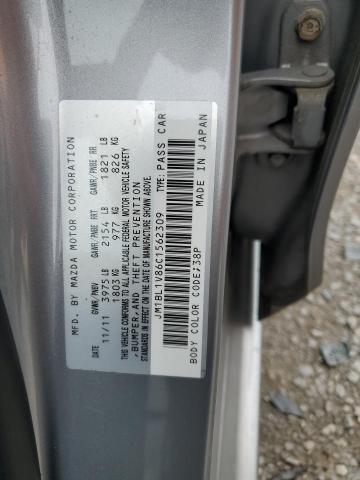 MFD. BY MAZDA MOTOR CORPORATION
DATE GVWR/PNBV GAWR/PNBE FRT GAWR/PNBE RR
11/11 3975 LB 2154 LB 1821 LB
1803 KG 977 KG 826 KG
THIS VEHICLE CONFORMS TO ALL APPLICABLE FEDERAL MOTOR VEHICLE SAFETY
,BUMPER, AND THEFT PREVENTION
STANDARDS IN EFFECT ON THE DATE OF MANUFACTURE SHOWN ABOVE.
JM1BL1V86C1562309 TYPE: PASS CAR
MADE IN JAPAN
BODY COLOR CODE:38P